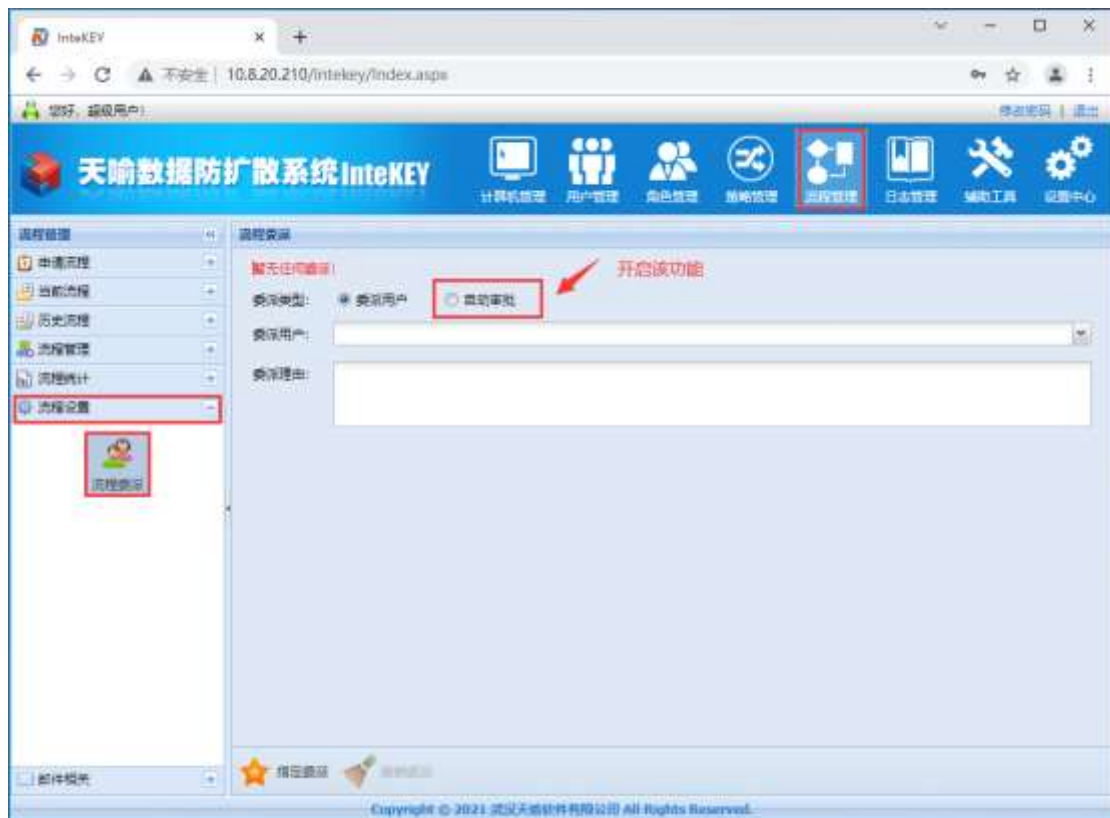 InteKEY
不安全 | 10.8.20.210/intekey/Index.aspx
您好，超级用户！
修改密码 | 退出
天喻数据防扩散系统InteKEY
计算机管理 用户管理 角色管理 策略管理 流程管理 日志管理 辅助工具 设置中心
流程管理
流程委派
申请流程
暂无任何委派！
开启该功能
当前流程
委派类型： 委派用户 自动审批
历史流程
委派用户：
流程管理
流程统计
委派理由：
流程设置
流程委派
邮件相关
指定委派
Copyright © 2021 武汉天喻软件有限公司 All Rights Reserved.